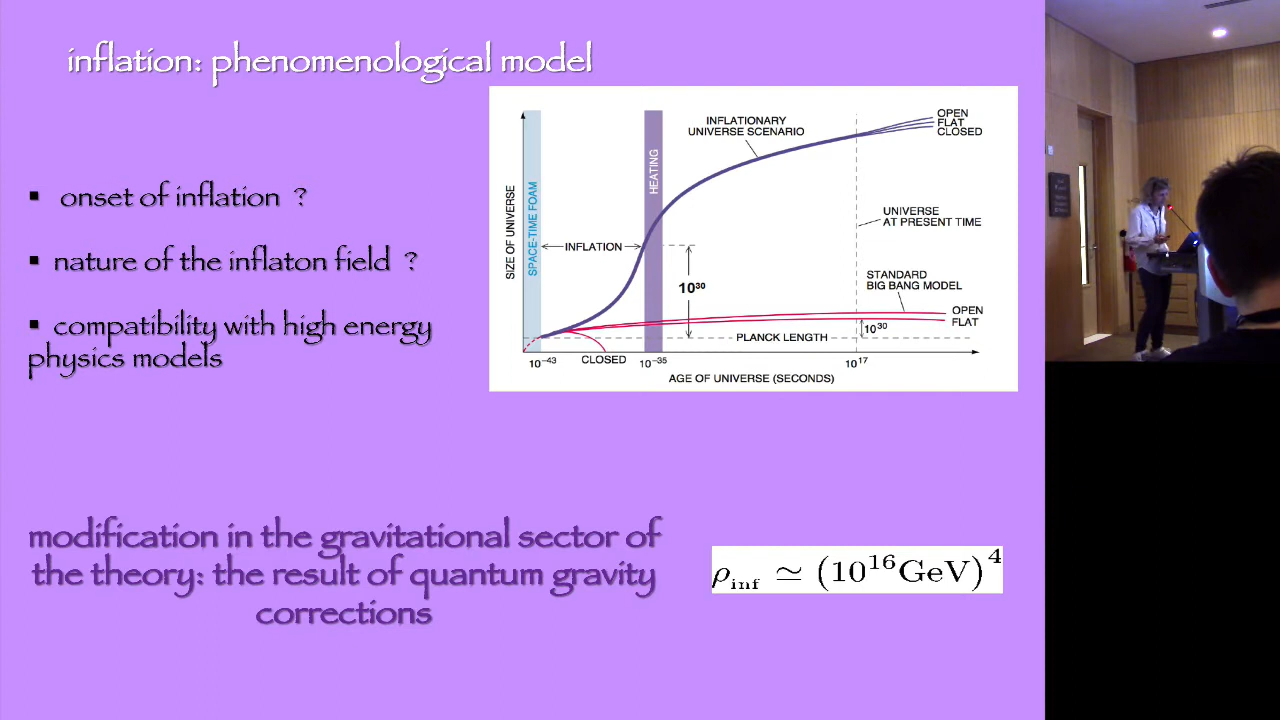 inflation: phenomenological model
▪ onset of inflation ?
▪ nature of the inflaton field ?
▪ compatibility with high energy
physics models
SIZE OF UNIVERSE
SPACE-TIME FOAM
INFLATION
HEATING
INFLATIONARY
UNIVERSE SCENARIO
OPEN
FLAT
CLOSED
UNIVERSE
AT PRESENT TIME
10³⁰
STANDARD
BIG BANG MODEL
OPEN
FLAT
10³⁰
PLANCK LENGTH
CLOSED
10⁻⁴³
10⁻³⁵
10¹⁷
AGE OF UNIVERSE (SECONDS)
modification in the gravitational sector of
the theory: the result of quantum gravity
corrections
ρ_inf ≃ (10¹⁶GeV)⁴